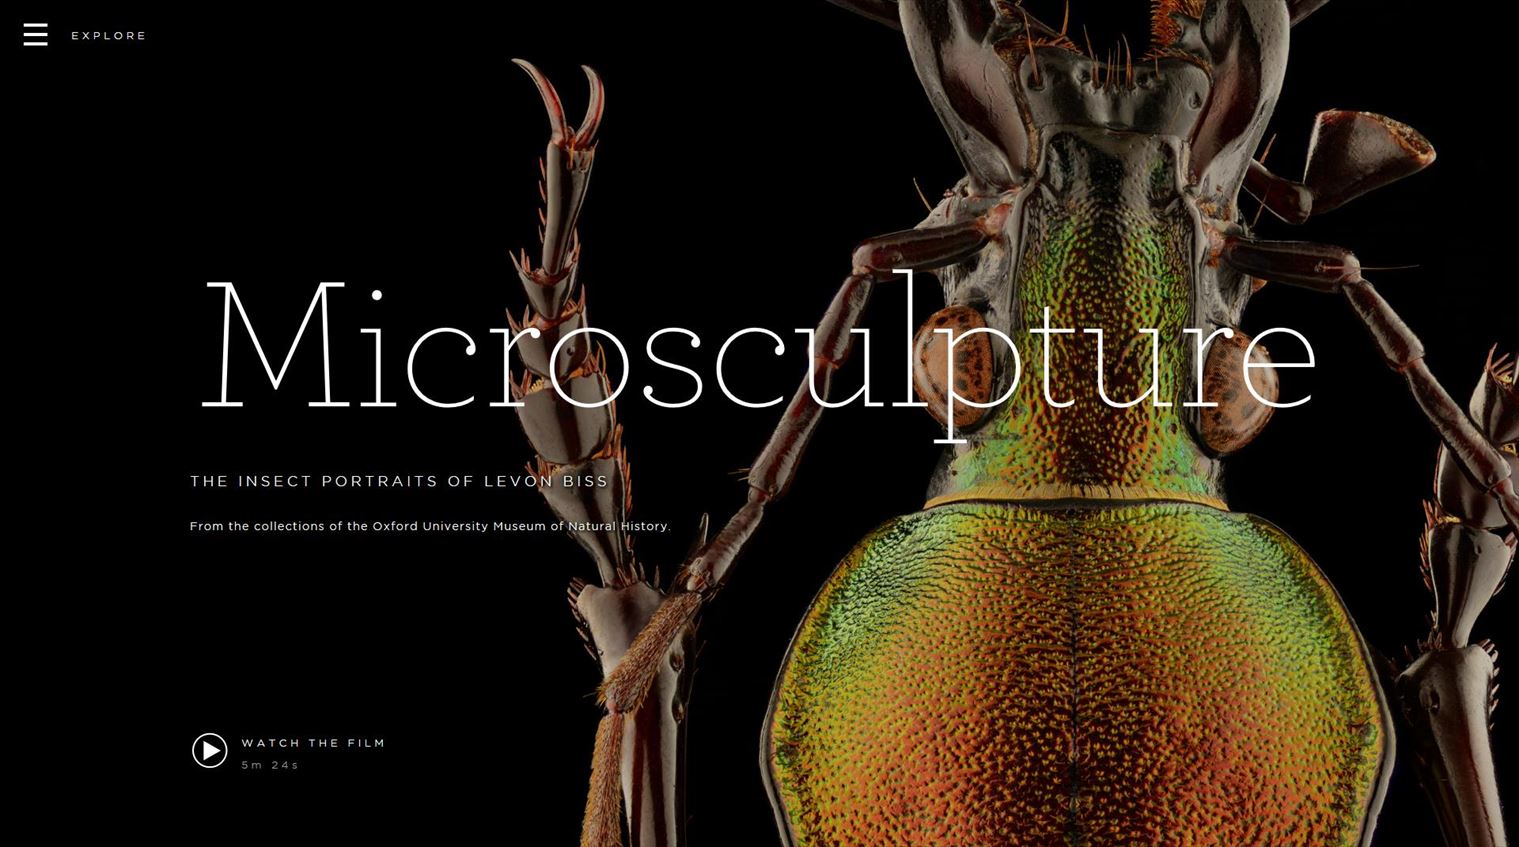 EXPLORE
Microsculpture
THE INSECT PORTRAITS OF LEVON BISS
From the collections of the Oxford University Museum of Natural History.
WATCH THE FILM
5m 24s